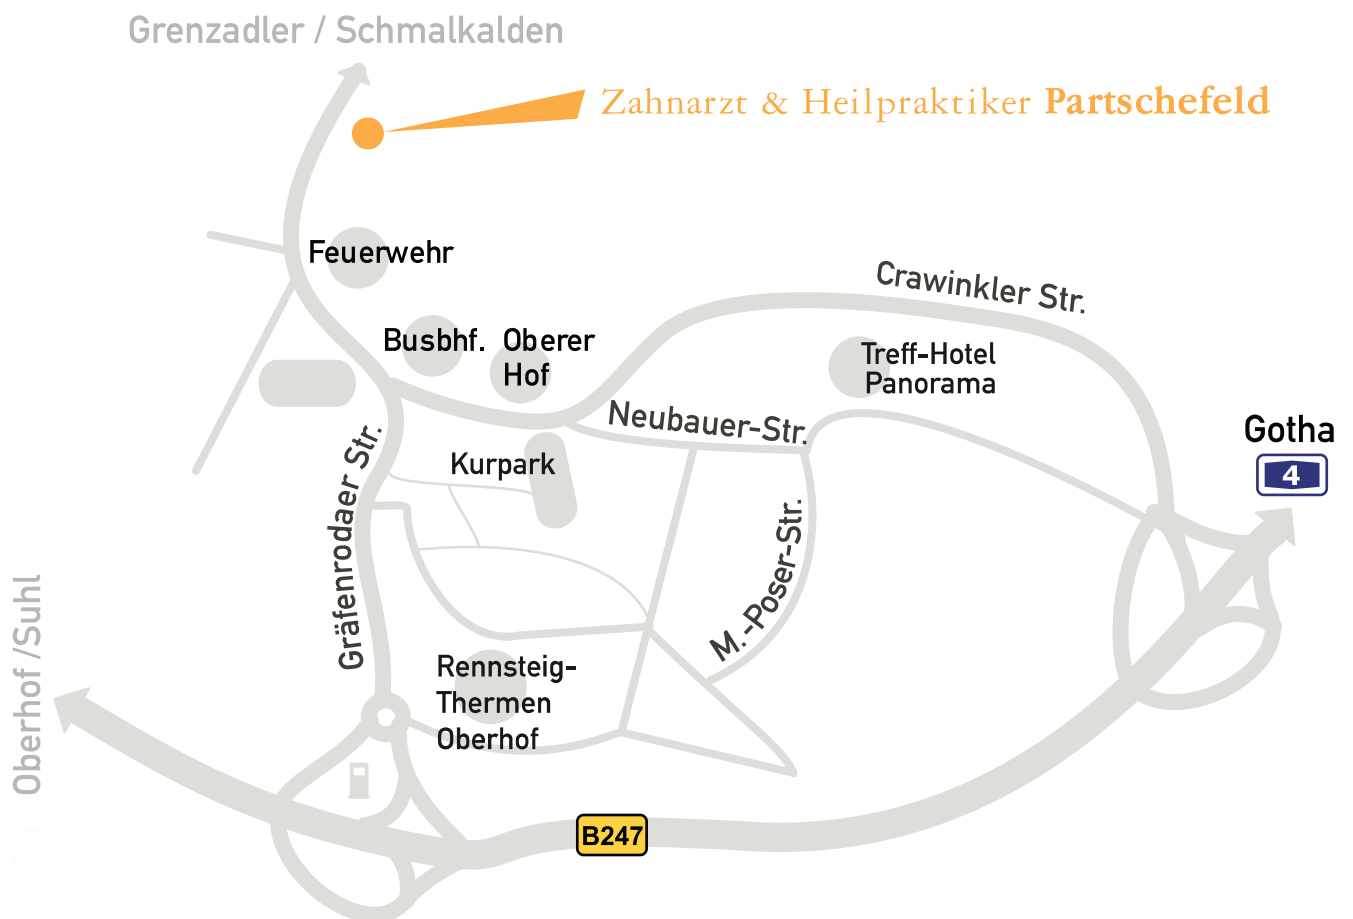 Grenzadler / Schmalkalden
Zahnarzt & Heilpraktiker Partschefeld
Feuerwehr
Crawinkler Str.
Busbhf.
Oberer
Hof
Treff-Hotel
Panorama
Neubauer-Str.
Gotha
4
Gräfenrodaer Str.
Kurpark
M.-Poser-Str.
Bhf. Oberhof /Suhl
Rennsteig-
Thermen
Oberhof
B247